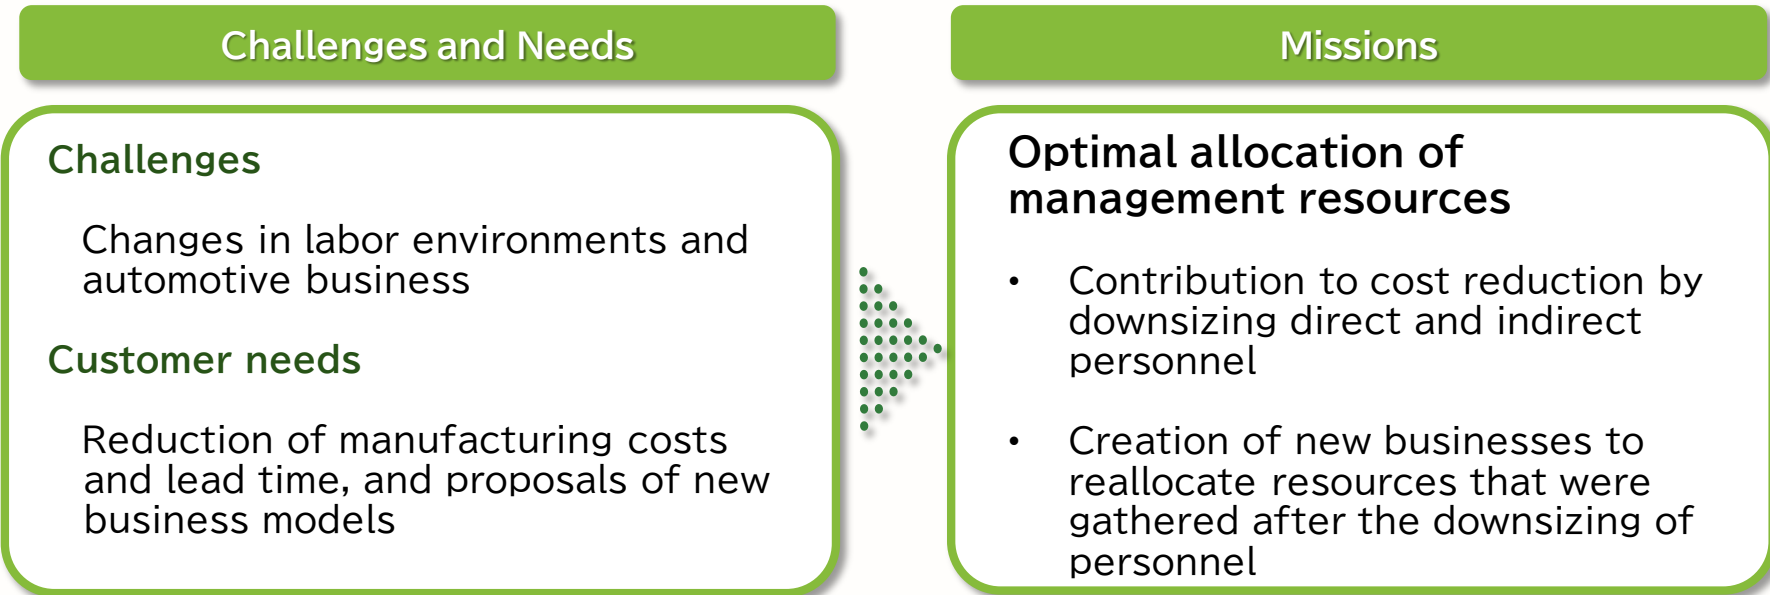 Challenges and Needs
Challenges
Changes in labor environments and
automotive business
Customer needs
Reduction of manufacturing costs
and lead time, and proposals of new
business models
Missions
Optimal allocation of
management resources
• Contribution to cost reduction by
downsizing direct and indirect
personnel
• Creation of new businesses to
reallocate resources that were
gathered after the downsizing of
personnel